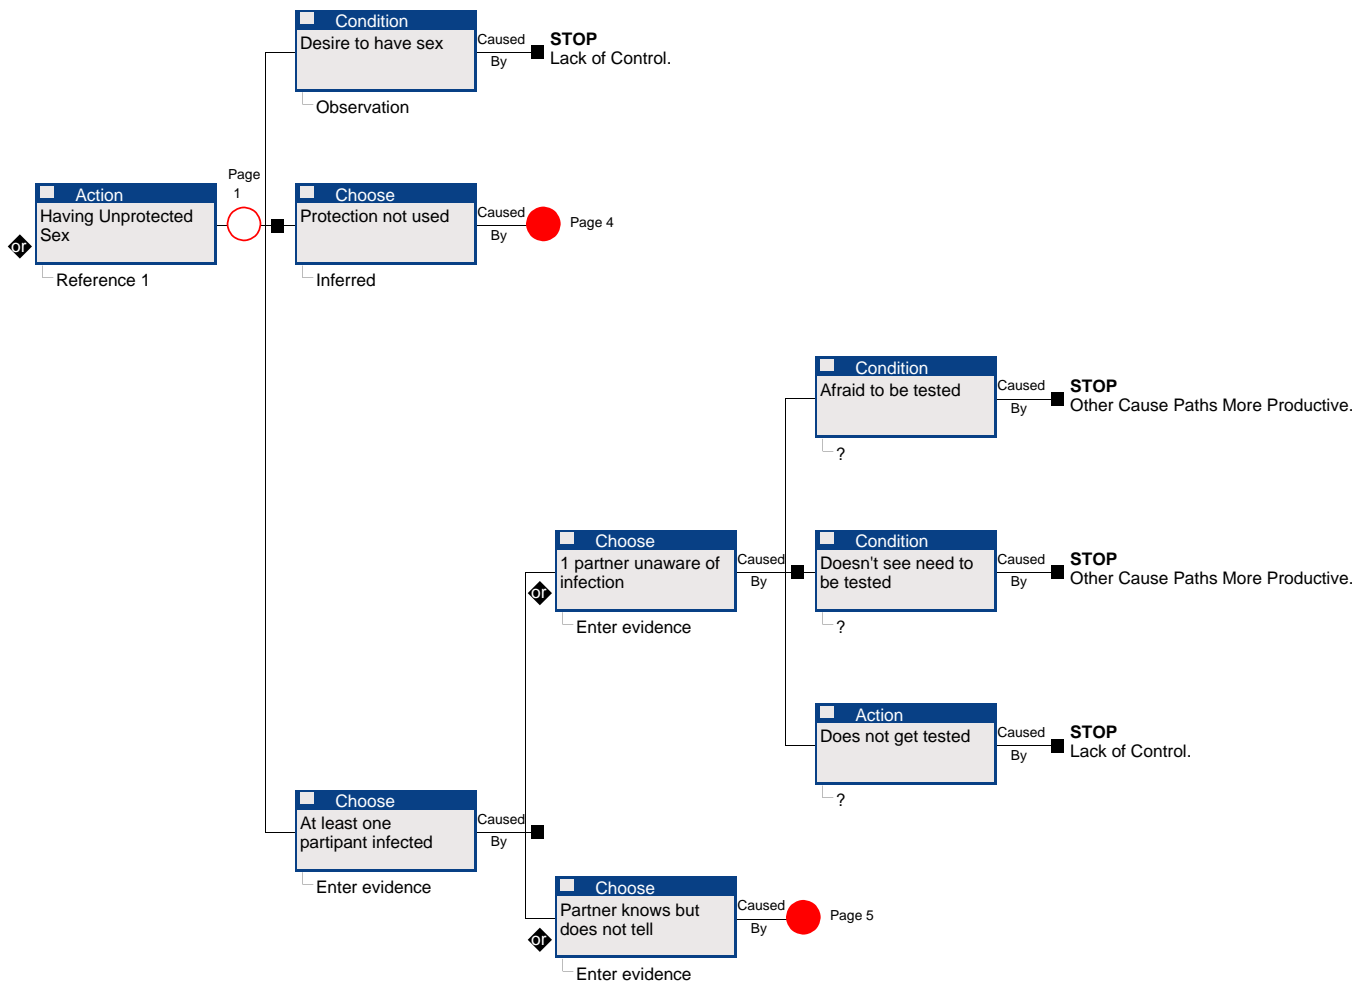 Condition
Desire to have sex
Caused
By
STOP
Lack of Control.
Observation
Page
1
Action
Having Unprotected
Sex
or
Reference 1
Choose
Protection not used
Caused
By
Page 4
Inferred
Condition
Afraid to be tested
Caused
By
STOP
Other Cause Paths More Productive.
?
Choose
1 partner unaware of
infection
or
Caused
By
Enter evidence
Condition
Doesn't see need to
be tested
Caused
By
STOP
Other Cause Paths More Productive.
?
Action
Does not get tested
Caused
By
STOP
Lack of Control.
?
Choose
At least one
partipant infected
Caused
By
Enter evidence
Choose
Partner knows but
does not tell
or
Caused
By
Page 5
Enter evidence